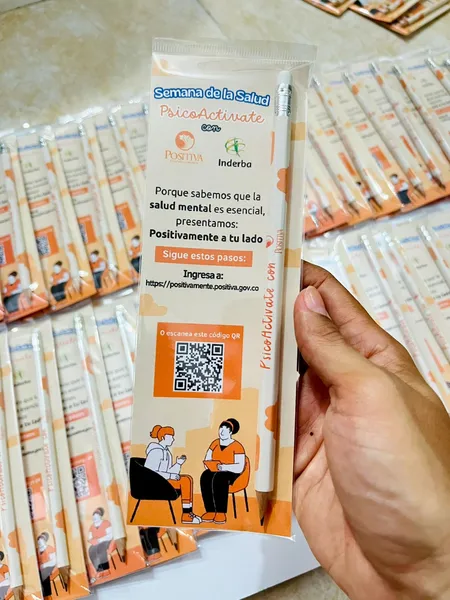 Semana de la Salud
PsicoActívate
con
POSITIVA
Inderba
Porque sabemos que la
salud mental es esencial,
presentamos:
Positivamente a tu lado
Sigue estos pasos:
Ingresa a:
https://positivamente.positiva.gov.co
O escanea este código QR
PsicoActívate con
POSITIVA